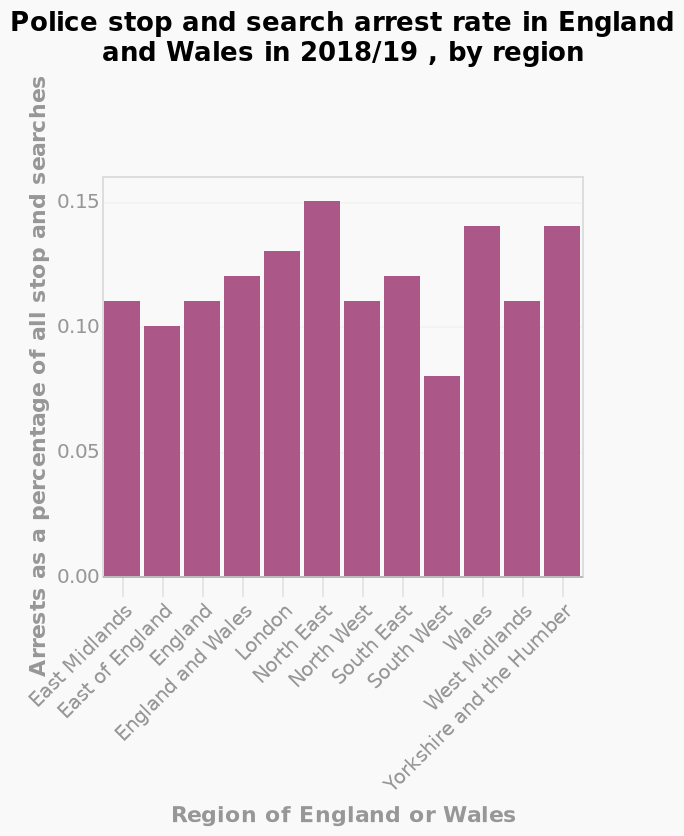 Police stop and search arrest rate in England
and Wales in 2018/19 , by region
Arrests as a percentage of all stop and searches
0.15
0.10
0.05
0.00
East Midlands
East of England
England
England and Wales
London
North East
North West
South East
South West
Wales
West Midlands
Yorkshire and the Humber
Region of England or Wales